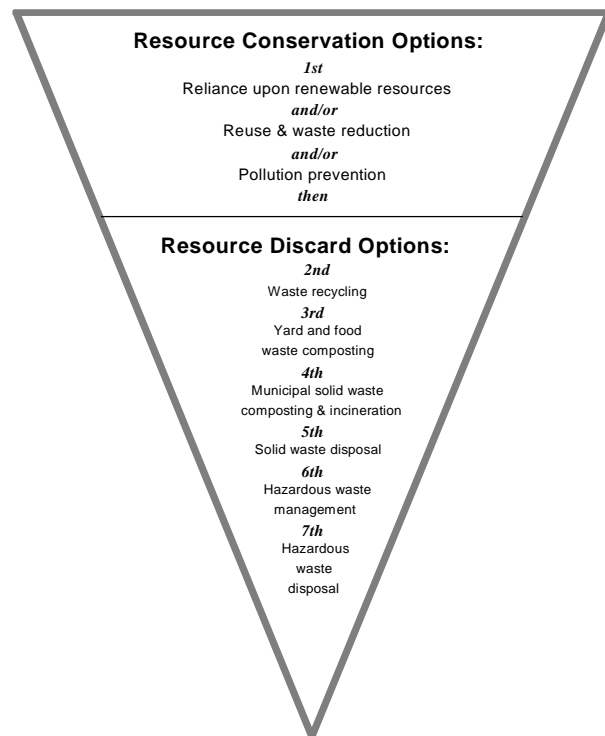 Resource Conservation Options:
1st
Reliance upon renewable resources
and/or
Reuse & waste reduction
and/or
Pollution prevention
then
Resource Discard Options:
2nd
Waste recycling
3rd
Yard and food
waste composting
4th
Municipal solid waste
composting & incineration
5th
Solid waste disposal
6th
Hazardous waste
management
7th
Hazardous
waste
disposal